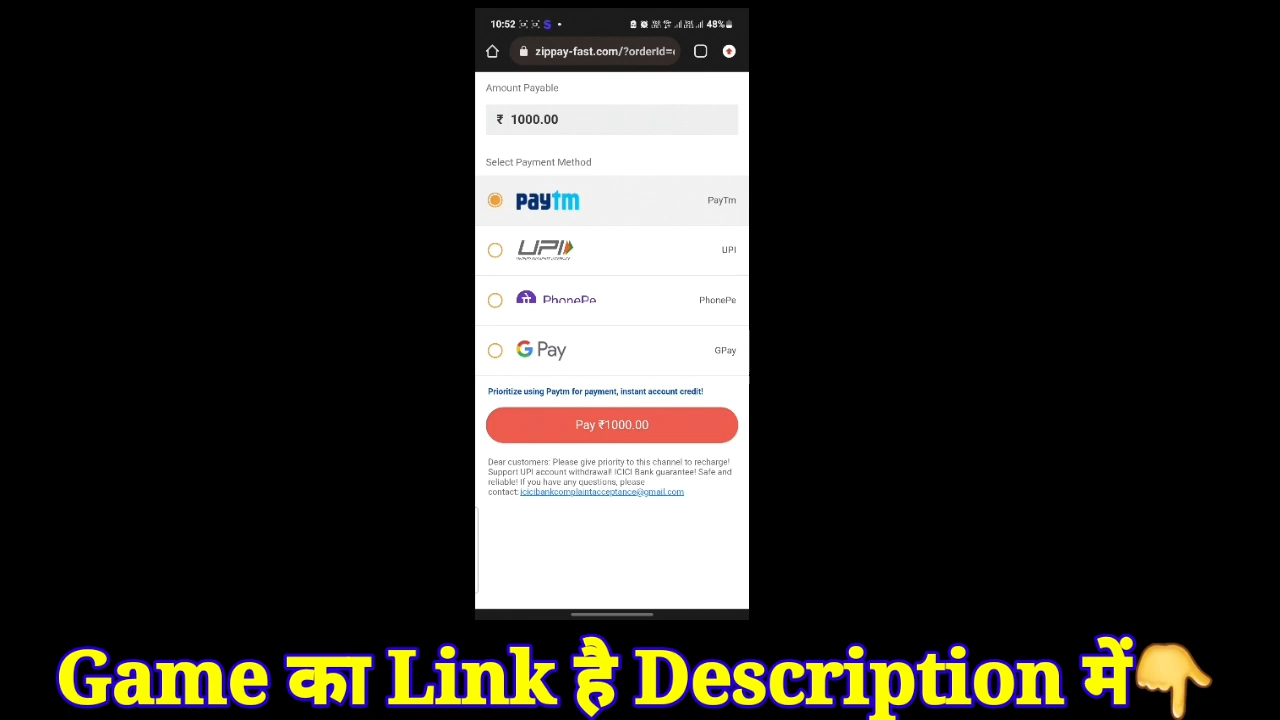 10:52 S 48%
zippay-fast.com/?orderId=
Amount Payable
₹ 1000.00
Select Payment Method
paytm PayTm
UPI UPI
पे PhonePe PhonePe
G Pay GPay
Prioritize using Paytm for payment, instant account credit!
Pay ₹1000.00
Dear customers: Please give priority to this channel to recharge!
Support UPI account withdrawal! ICICI Bank guarantee! Safe and
reliable! If you have any questions, please
contact: icicibankcomplaintacceptance@gmail.com
Game का Link है Description में👇